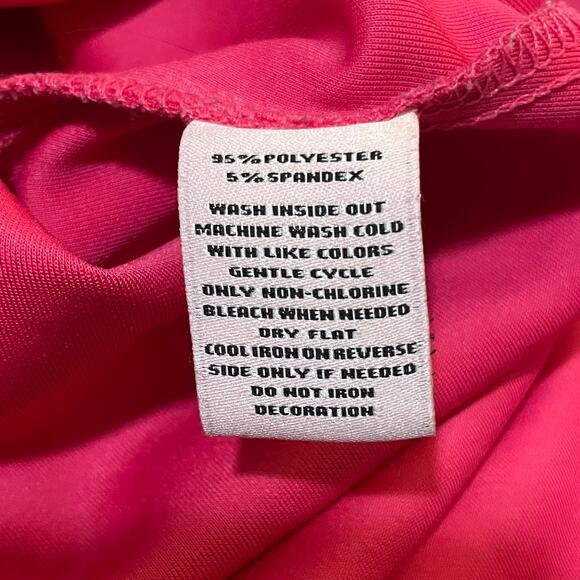 95% POLYESTER
5% SPANDEX
WASH INSIDE OUT
MACHINE WASH COLD
WITH LIKE COLORS
GENTLE CYCLE
ONLY NON-CHLORINE
BLEACH WHEN NEEDED
DRY FLAT
COOL IRON ON REVERSE
SIDE ONLY IF NEEDED
DO NOT IRON
DECORATION